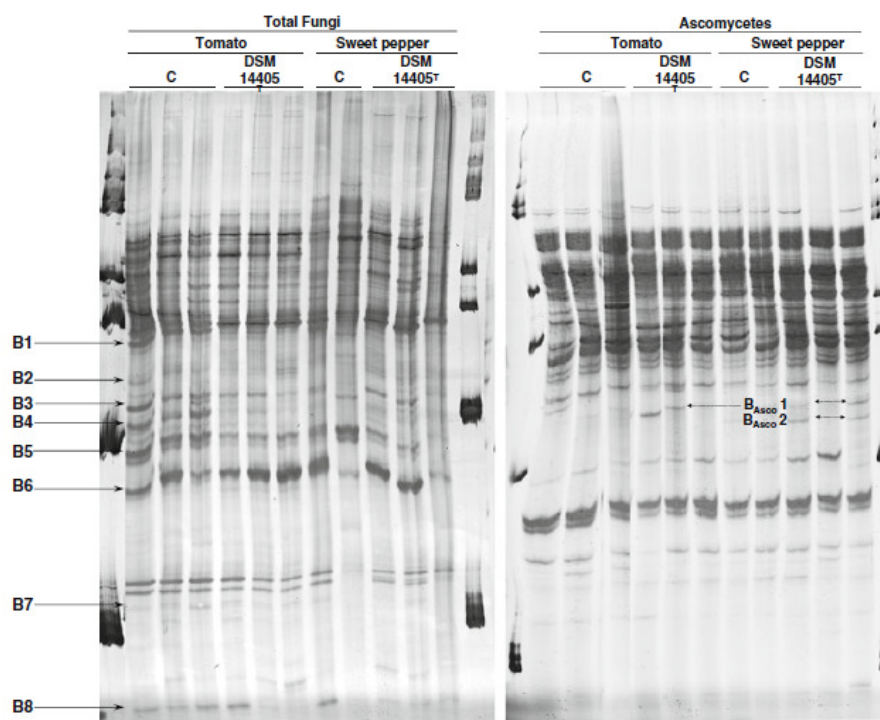 Total Fungi
Tomato
Sweet pepper
C
DSM
14405
T
C
DSM
14405T
Ascomycetes
Tomato
Sweet pepper
C
DSM
14405
T
C
DSM
14405T
B1
B2
B3
B4
B5
B6
B7
B8
BAsco 1
BAsco 2